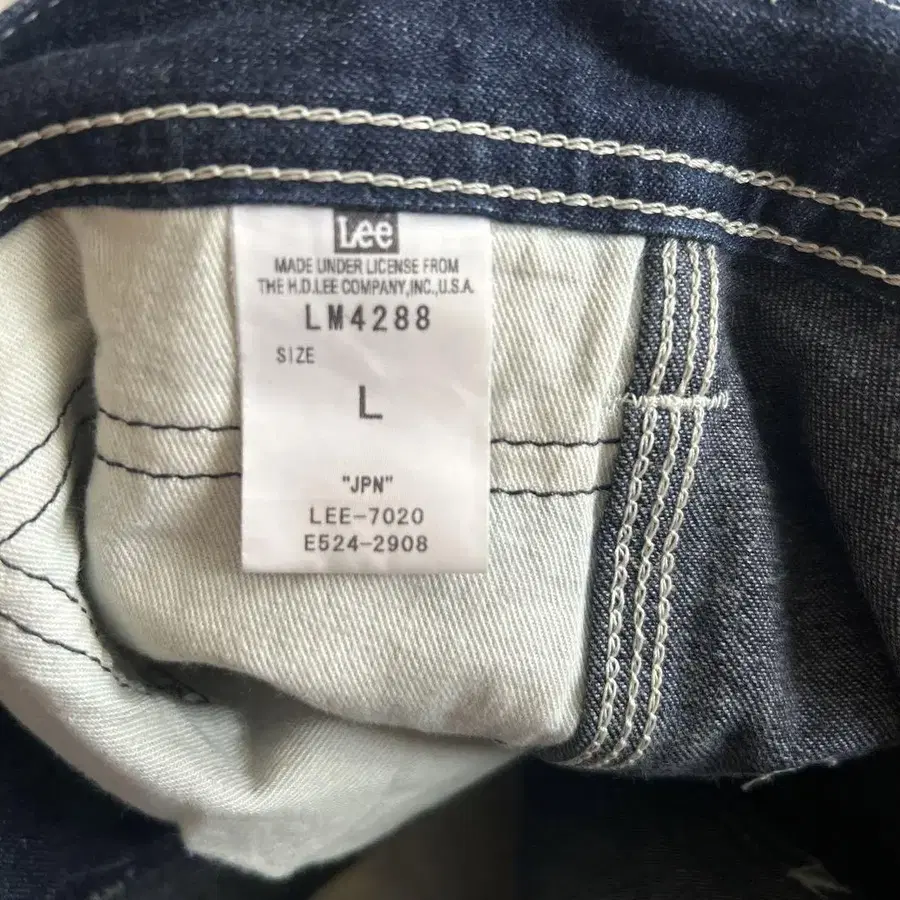 Lee
MADE UNDER LICENSE FROM
THE H.D.LEE COMPANY,INC.,U.S.A.
LM4288
SIZE
L
"JPN"
LEE-7020
E524-2908